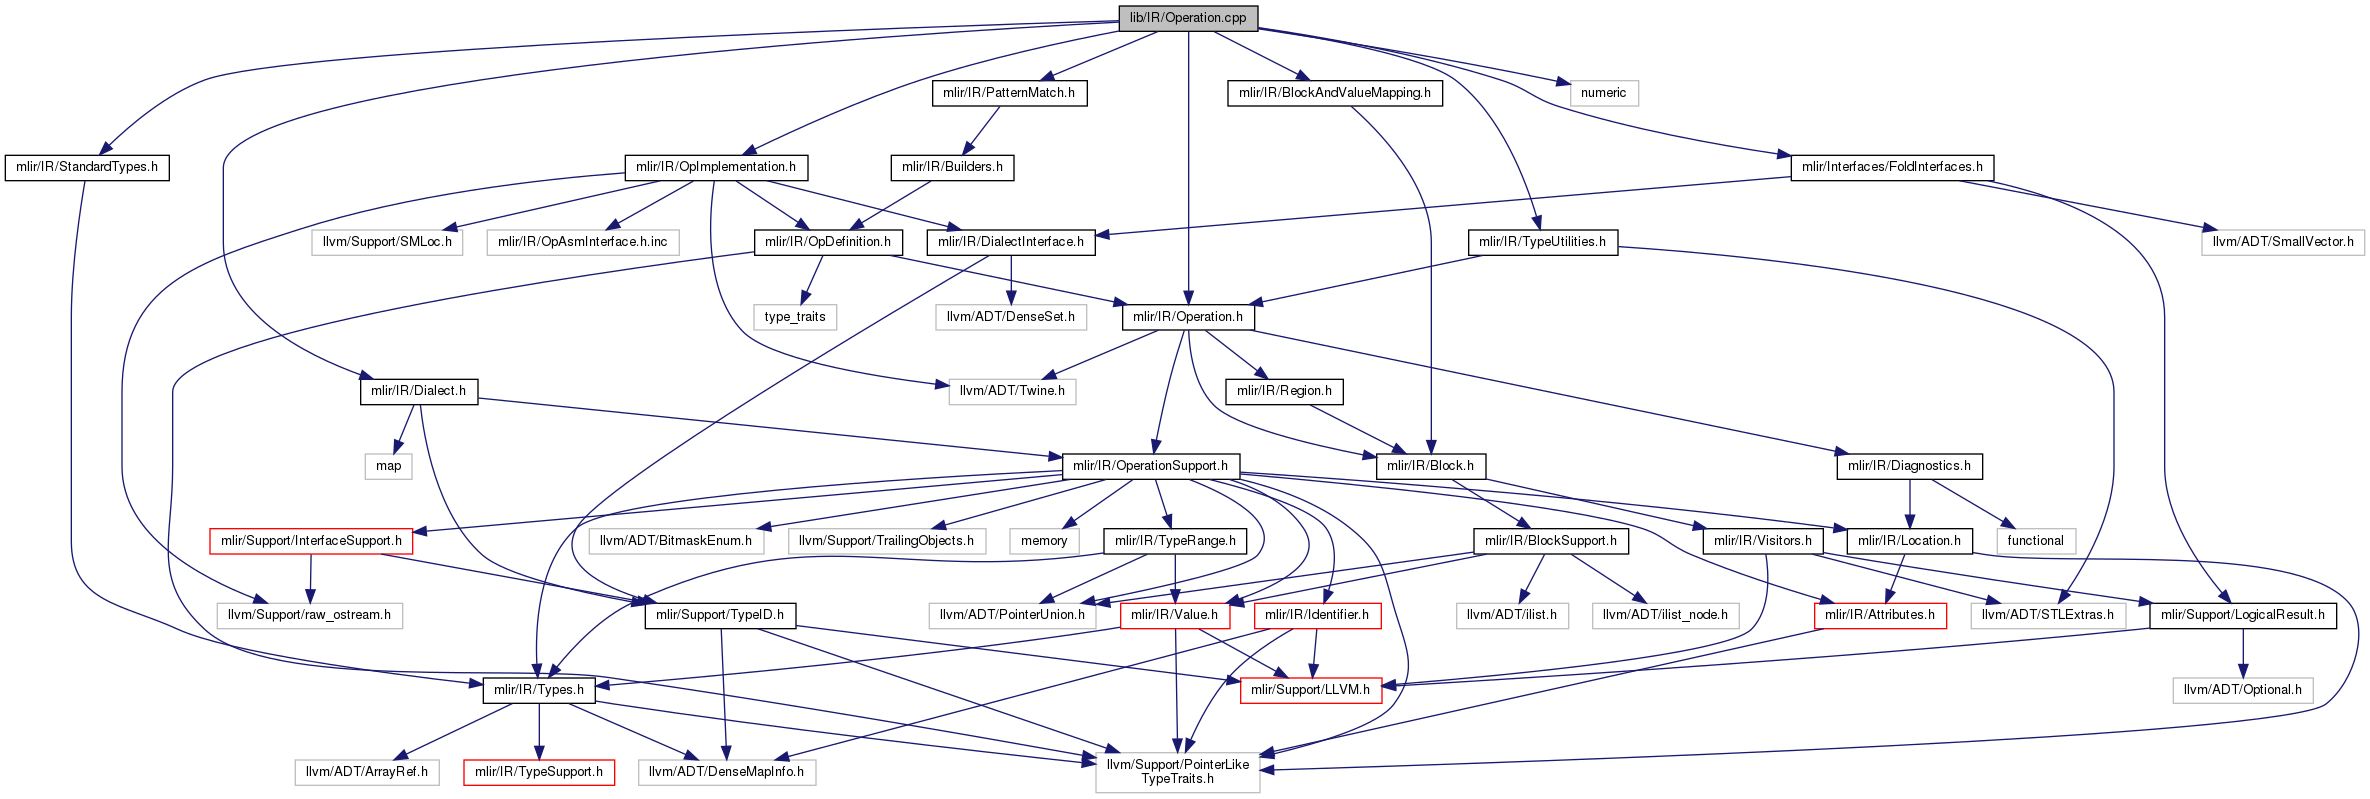 lib/IR/Operation.cpp
mlir/IR/PatternMatch.h
mlir/IR/BlockAndValueMapping.h
numeric
mlir/IR/StandardTypes.h
mlir/IR/OpImplementation.h
mlir/IR/Builders.h
mlir/Interfaces/FoldInterfaces.h
llvm/Support/SMLoc.h
mlir/IR/OpAsmInterface.h.inc
mlir/IR/OpDefinition.h
mlir/IR/DialectInterface.h
mlir/IR/TypeUtilities.h
llvm/ADT/SmallVector.h
type_traits
llvm/ADT/DenseSet.h
mlir/IR/Operation.h
mlir/IR/Dialect.h
llvm/ADT/Twine.h
mlir/IR/Region.h
map
mlir/IR/OperationSupport.h
mlir/IR/Block.h
mlir/IR/Diagnostics.h
mlir/Support/InterfaceSupport.h
llvm/ADT/BitmaskEnum.h
llvm/Support/TrailingObjects.h
memory
mlir/IR/TypeRange.h
mlir/IR/BlockSupport.h
mlir/IR/Visitors.h
mlir/IR/Location.h
functional
llvm/Support/raw_ostream.h
mlir/Support/TypeID.h
llvm/ADT/PointerUnion.h
mlir/IR/Value.h
mlir/IR/Identifier.h
llvm/ADT/ilist.h
llvm/ADT/ilist_node.h
mlir/IR/Attributes.h
llvm/ADT/STLExtras.h
mlir/Support/LogicalResult.h
mlir/IR/Types.h
mlir/Support/LLVM.h
llvm/ADT/Optional.h
llvm/ADT/ArrayRef.h
mlir/IR/TypeSupport.h
llvm/ADT/DenseMapInfo.h
llvm/Support/PointerLike
TypeTraits.h